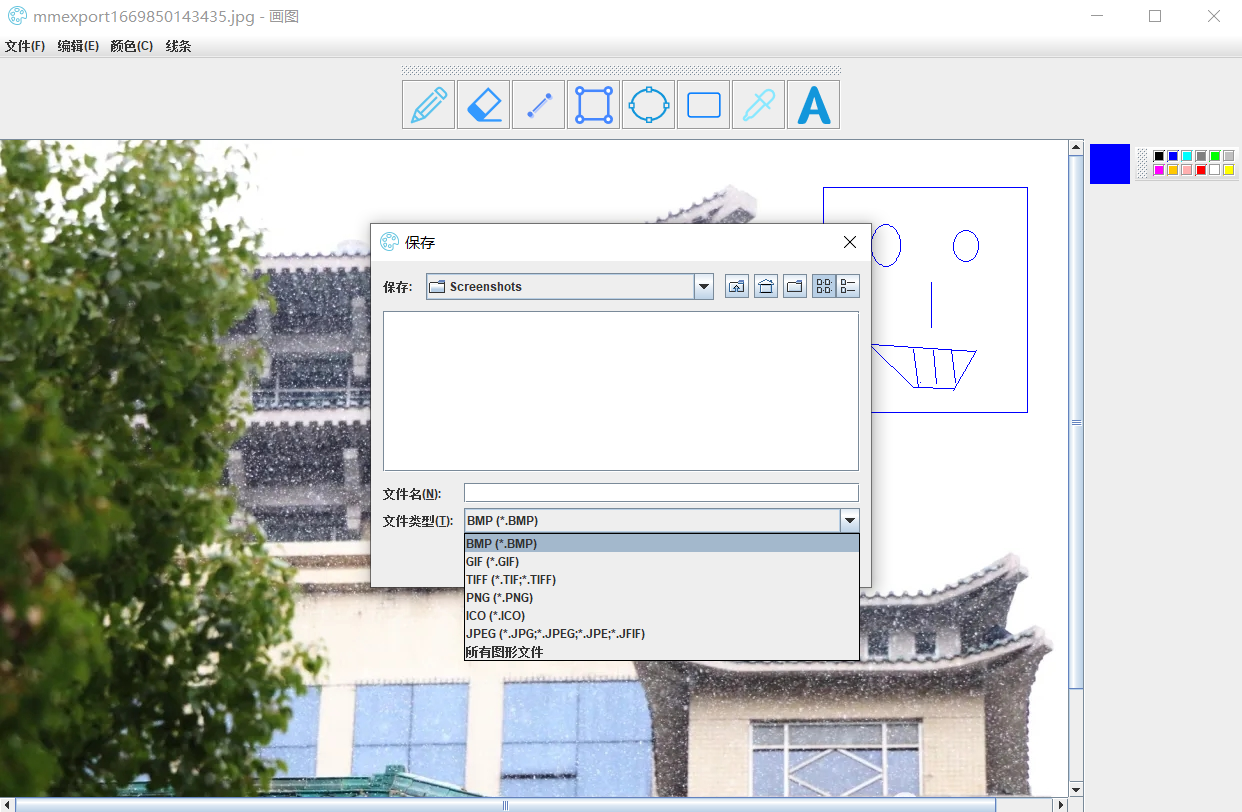 mmexport1669850143435.jpg - 画图
文件(F) 编辑(E) 颜色(C) 线条
A
保存
保存: Screenshots
文件名(N):
文件类型(T): BMP (*.BMP)
BMP (*.BMP)
GIF (*.GIF)
TIFF (*.TIF;*.TIFF)
PNG (*.PNG)
ICO (*.ICO)
JPEG (*.JPG;*.JPEG;*.JPE;*.JFIF)
所有图形文件